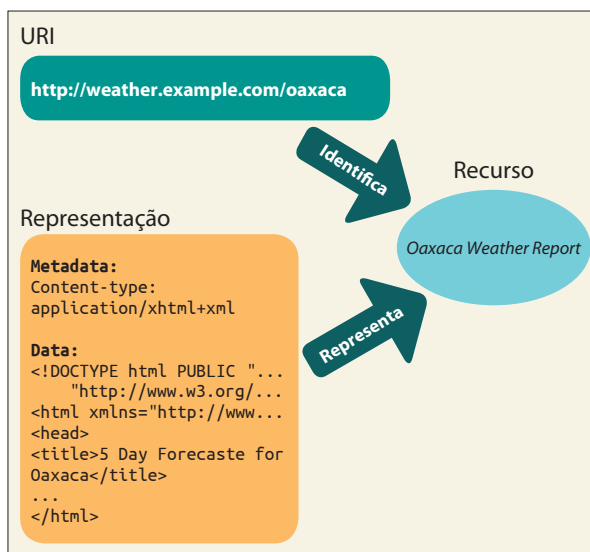 URI
http://weather.example.com/oaxaca
Identifica
Recurso
Oaxaca Weather Report
Representação
Metadata:
Content-type:
application/xhtml+xml
Data:
<!DOCTYPE html PUBLIC "...
"http://www.w3.org/...
<html xmlns="http://www...
<head>
<title>5 Day Forecaste for
Oaxaca</title>
...
</html>
Representa